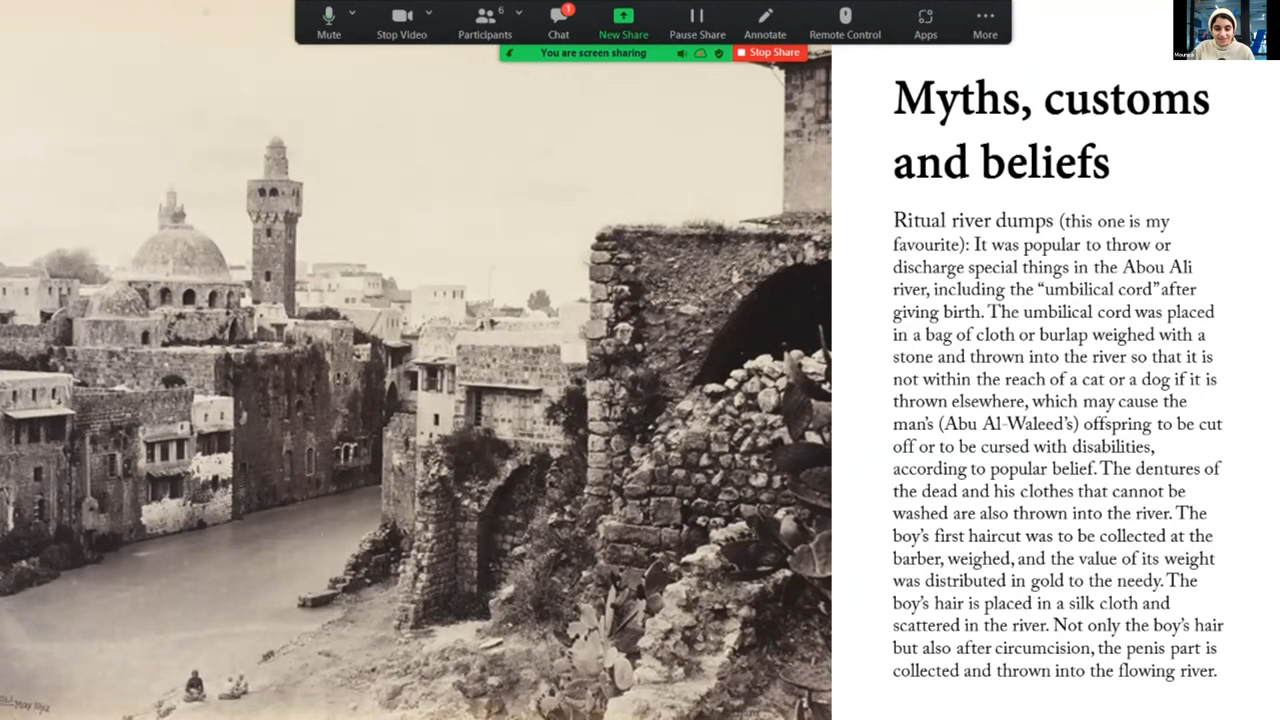 6
1
Mute
Stop Video
Participants
Chat
New Share
Pause Share
Annotate
Remote Control
Apps
More
You are screen sharing
Stop Share
Myths, customs
and beliefs
Ritual river dumps (this one is my
favourite): It was popular to throw or
discharge special things in the Abou Ali
river, including the “umbilical cord”after
giving birth. The umbilical cord was placed
in a bag of cloth or burlap weighed with a
stone and thrown into the river so that it is
not within the reach of a cat or a dog if it is
thrown elsewhere, which may cause the
man’s (Abu Al-Waleed’s) offspring to be cut
off or to be cursed with disabilities,
according to popular belief. The dentures of
the dead and his clothes that cannot be
washed are also thrown into the river. The
boy’s first haircut was to be collected at the
barber, weighed, and the value of its weight
was distributed in gold to the needy. The
boy’s hair is placed in a silk cloth and
scattered in the river. Not only the boy’s hair
but also after circumcision, the penis part is
collected and thrown into the flowing river.